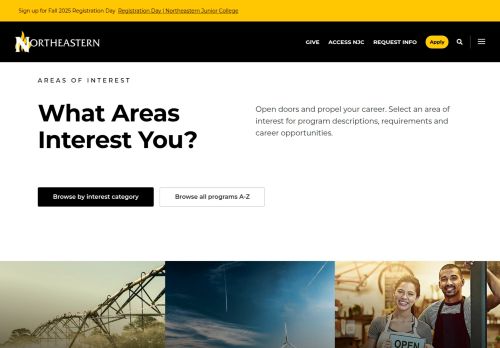 Sign up for Fall 2025 Registration Day Registration Day | Northeastern Junior College
NORTHEASTERN
GIVE ACCESS NJC REQUEST INFO Apply
AREAS OF INTEREST
What Areas
Interest You?
Open doors and propel your career. Select an area of
interest for program descriptions, requirements and
career opportunities.
Browse by interest category
Browse all programs A-Z
OPEN